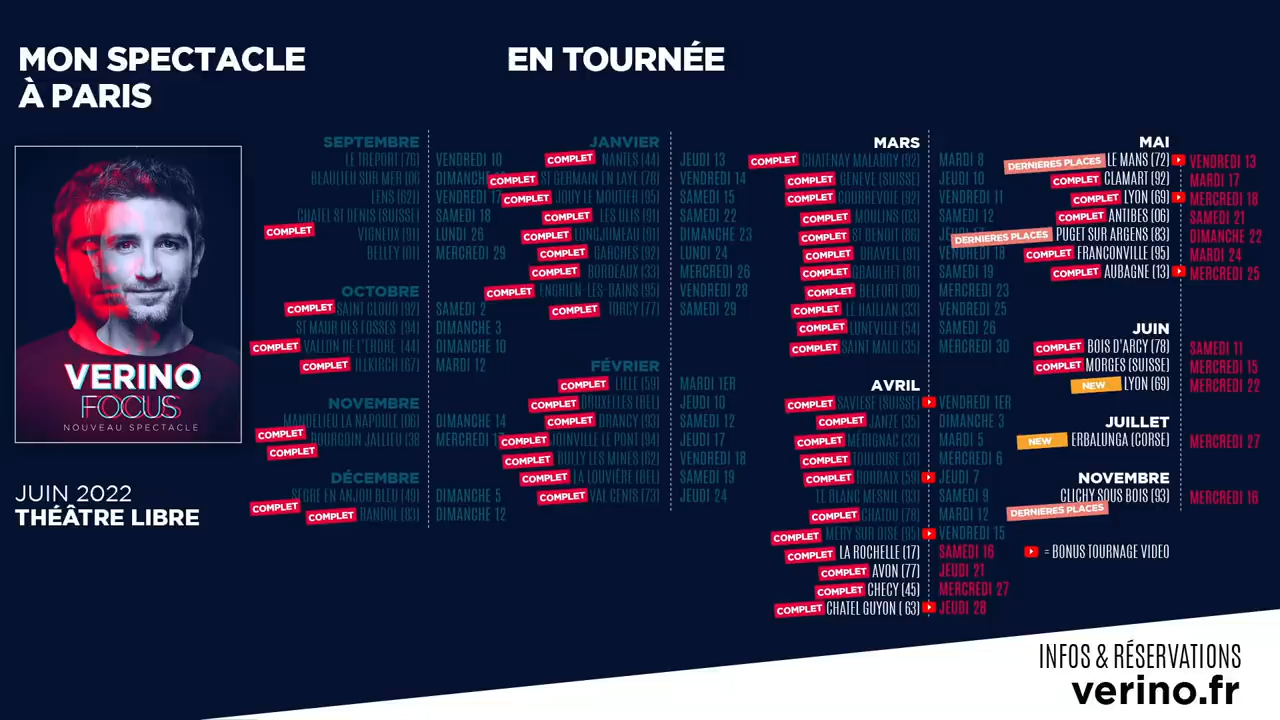 MON SPECTACLE
À PARIS
VERINO
FOCUS
NOUVEAU SPECTACLE
JUIN 2022
THÉÂTRE LIBRE
EN TOURNÉE
SEPTEMBRE
LE TREPORT (76) VENDREDI 10
DIMANCHE
LENS VENDREDI 17
CHATEL ST DENIS (SUISSE) SAMEDI 18
COMPLET VIGNEUX (91) LUNDI 26
BELLEY (01) MERCREDI 29
OCTOBRE
COMPLET SAINT CLOUD (92) SAMEDI 2
ST MAUR DES FOSSES (94) DIMANCHE 3
COMPLET VALLON DE L'ERDRE (44) DIMANCHE 10
COMPLET ILLKIRCH (67) MARDI 12
NOVEMBRE
MANDELIEU LA NAPOULE (06) DIMANCHE 14
COMPLET BOURGOIN JALLIEU (38 MERCREDI
COMPLET
DÉCEMBRE
SEGRE EN ANJOU BLEU (49) DIMANCHE 5
COMPLET COMPLET BANDOL (83) DIMANCHE 12
JANVIER
COMPLET NANTES (44) JEUDI 13
COMPLET ST GERMAIN EN LAYE (78) VENDREDI 14
COMPLET JOUY LE MOUTIER (95) SAMEDI 15
COMPLET LES ULIS (91) SAMEDI 22
COMPLET LONGJUMEAU (91) DIMANCHE 23
COMPLET GARCHES (92) LUNDI 24
COMPLET BORDEAUX (33) MERCREDI 26
COMPLET ENGHIEN-LES-BAINS (95) VENDREDI 28
COMPLET TORCY (77) SAMEDI 29
FÉVRIER
COMPLET LILLE (59) MARDI 1ER
COMPLET BRUXELLES (BEL) JEUDI 10
COMPLET DRANCY (93) SAMEDI 12
COMPLET JOINVILLE LE PONT (94) JEUDI 17
COMPLET BULLY LES MINES (62) VENDREDI 18
COMPLET LA LOUVIÈRE (BEL) SAMEDI 19
COMPLET VAL CENIS (73) JEUDI 24
MARS
COMPLET CHATENAY MALABRY (92) MARDI 8
COMPLET GENEVE (SUISSE) JEUDI 10
COMPLET COURBEVOIE (92) VENDREDI 11
COMPLET MOULINS (03) SAMEDI 12
COMPLET ST BENOIT (86)
COMPLET DRAVEIL (91) VENDREDI 18
COMPLET GRAULHET (81) SAMEDI 19
COMPLET BELFORT (90) MERCREDI 23
COMPLET LE HAILLAN (33) VENDREDI 25
COMPLET LUNEVILLE (54) SAMEDI 26
COMPLET SAINT MALO (35) MERCREDI 30
AVRIL
COMPLET SAVIESE (SUISSE) VENDREDI 1ER
COMPLET JANZE (35) DIMANCHE 3
COMPLET MÉRIGNAC (33) MARDI 5
COMPLET TOULOUSE (31) MERCREDI 6
COMPLET ROUBAIX (59) JEUDI 7
LE BLANC MESNIL (93) SAMEDI 9
COMPLET CHATOU (78) MARDI 12
COMPLET MERY SUR OISE (95) VENDREDI 15
COMPLET LA ROCHELLE (17) SAMEDI 16
COMPLET AVON (77) JEUDI 21
COMPLET CHECY (45) MERCREDI 27
COMPLET CHATEL GUYON ( 63) JEUDI 28
MAI
DERNIERES PLACES LE MANS (72) VENDREDI 13
COMPLET CLAMART (92) MARDI 17
COMPLET LYON (69) MERCREDI 18
COMPLET ANTIBES (06) SAMEDI 21
DERNIERES PLACES PUGET SUR ARGENS (83) DIMANCHE 22
COMPLET FRANCONVILLE (95) MARDI 24
COMPLET AUBAGNE (13) MERCREDI 25
JUIN
COMPLET BOIS D'ARCY (78) SAMEDI 11
COMPLET MORGES (SUISSE) MERCREDI 15
NEW LYON (69) MERCREDI 22
JUILLET
NEW ERBALUNGA (CORSE) MERCREDI 27
NOVEMBRE
CLICHY SOUS BOIS (93) MERCREDI 16
DERNIERES PLACES
= BONUS TOURNAGE VIDEO
INFOS & RÉSERVATIONS
verino.fr